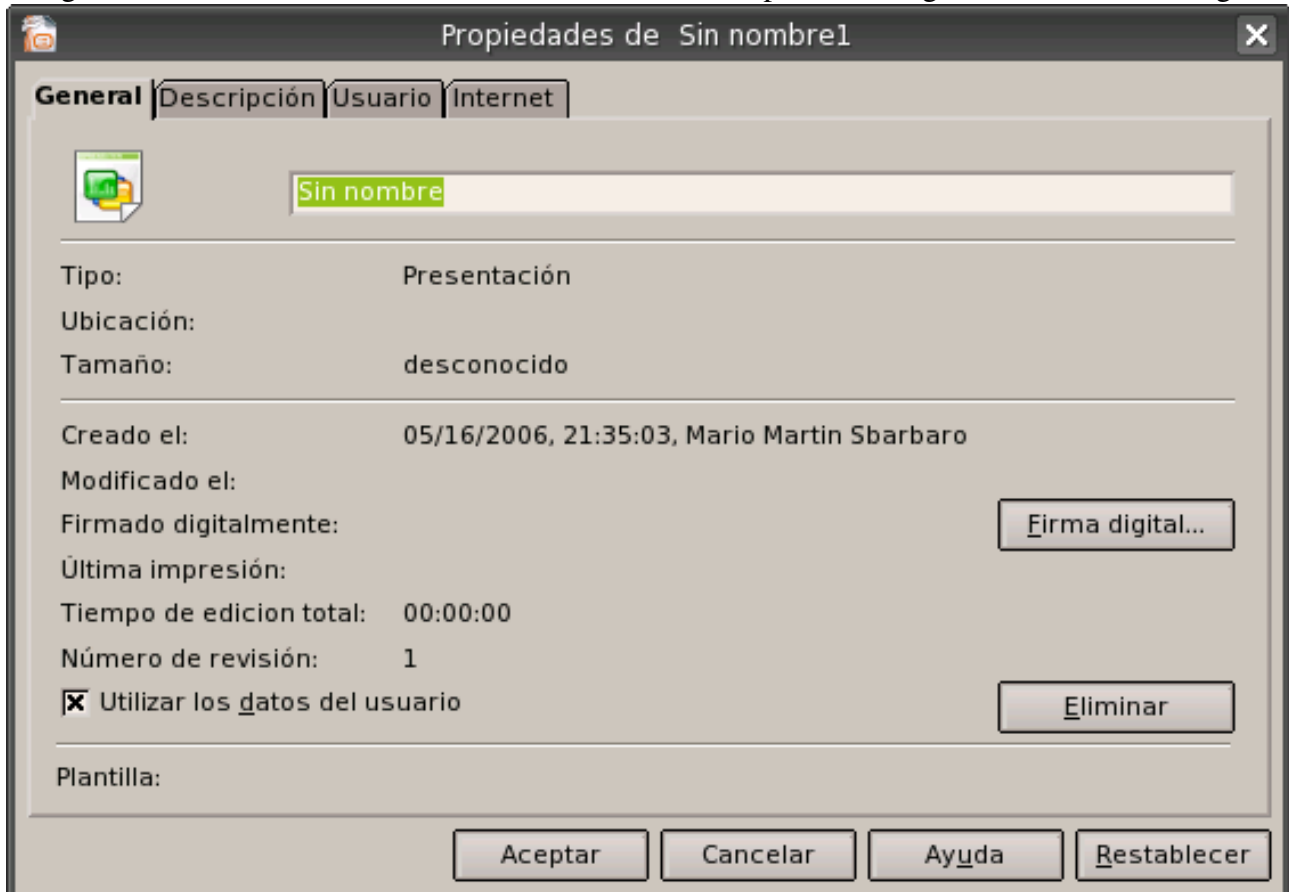 Propiedades de Sin nombre1
General Descripción Usuario Internet
Sin nombre
Tipo: Presentación
Ubicación:
Tamaño: desconocido
Creado el: 05/16/2006, 21:35:03, Mario Martin Sbarbaro
Modificado el:
Firmado digitalmente: Firma digital...
Última impresión:
Tiempo de edicion total: 00:00:00
Número de revisión: 1
Utilizar los datos del usuario Eliminar
Plantilla:
Aceptar Cancelar Ayuda Restablecer